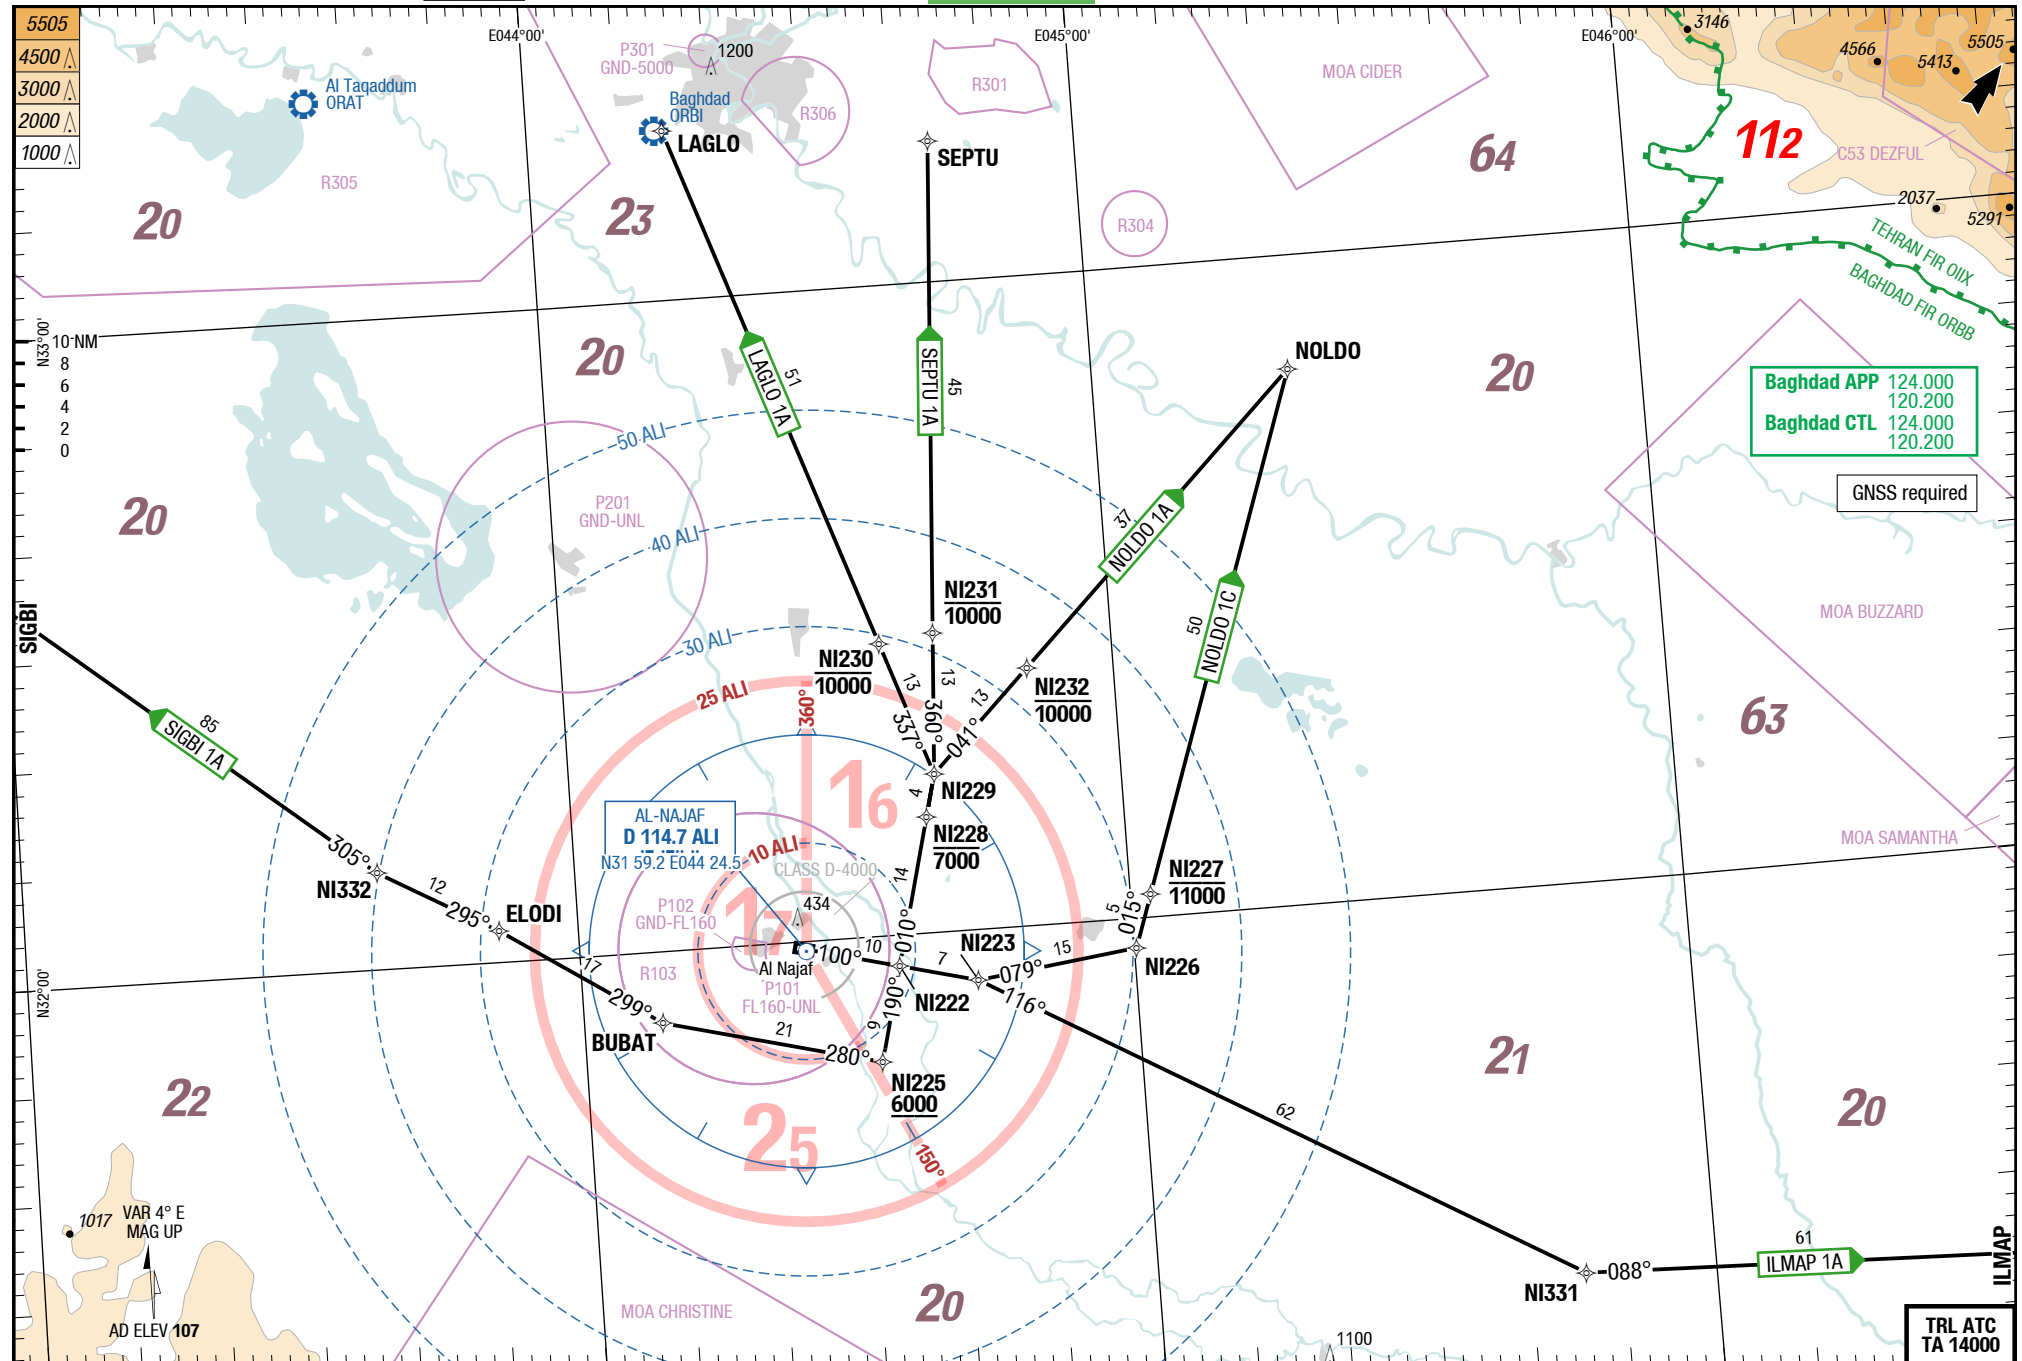 5505
4500
3000
2000
1000
E044°00'
E045°00'
E046°00'
P301
GND-5000
1200
Al Taqaddum
ORAT
Baghdad
ORBI
LAGLO
R306
R301
SEPTU
MOA CIDER
64
3146
4566
5413
5505
112
C53 DEZFUL
2037
5291
TEHRAN FIR OIIX
BAGHDAD FIR ORBB
20
R305
23
R304
N33°00'
10 NM
8
6
4
2
0
20
LAGLO 1A
51
SEPTU 1A
45
NOLDO
20
Baghdad APP 124.000
120.200
Baghdad CTL 124.000
120.200
GNSS required
50 ALI
40 ALI
30 ALI
25 ALI
10 ALI
20
P201
GND-UNL
37
NOLDO 1A
50
NOLDO 1C
MOA BUZZARD
63
MOA SAMANTHA
SIGBI
85
SIGBI 1A
NI231
10000
NI230
10000
NI232
10000
13
13
13
337°
360°
041°
360°
NI229
4
16
NI228
7000
AL-NAJAF
D 114.7 ALI
N31 59.2 E044 24.5
CLASS D-4000
14
434
17
P102
GND-FL160
R103
Al Najaf
P101
FL160-UNL
100°
10
010°
7
NI223
NI222
079°
15
NI226
5
015°
NI227
11000
116°
190°
9
305°
NI332
12
295°
ELODI
17
299°
BUBAT
21
280°
NI225
6000
N32°00'
22
25
150°
62
21
20
1017
VAR 4° E
MAG UP
AD ELEV 107
MOA CHRISTINE
20
1100
NI331
088°
61
ILMAP 1A
ILMAP
TRL ATC
TA 14000